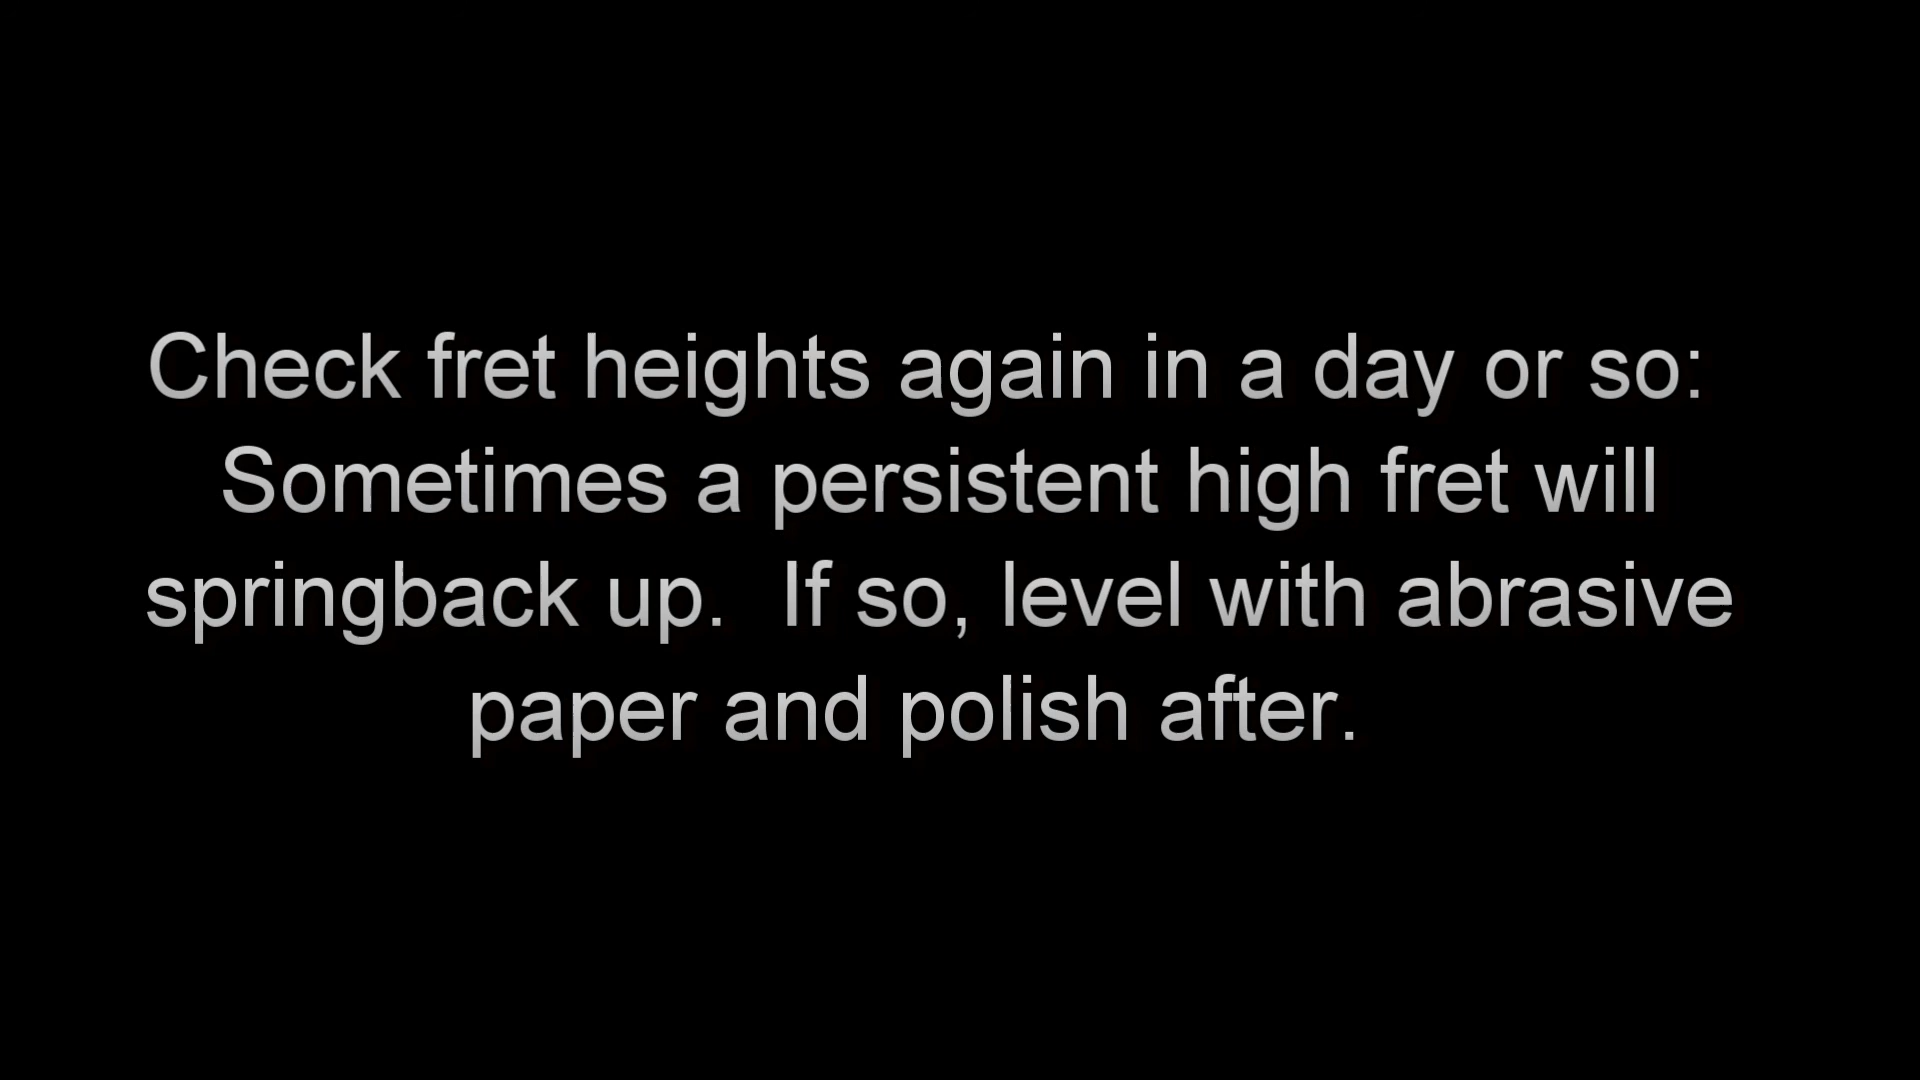 Check fret heights again in a day or so:
Sometimes a persistent high fret will
springback up.  If so, level with abrasive
paper and polish after.